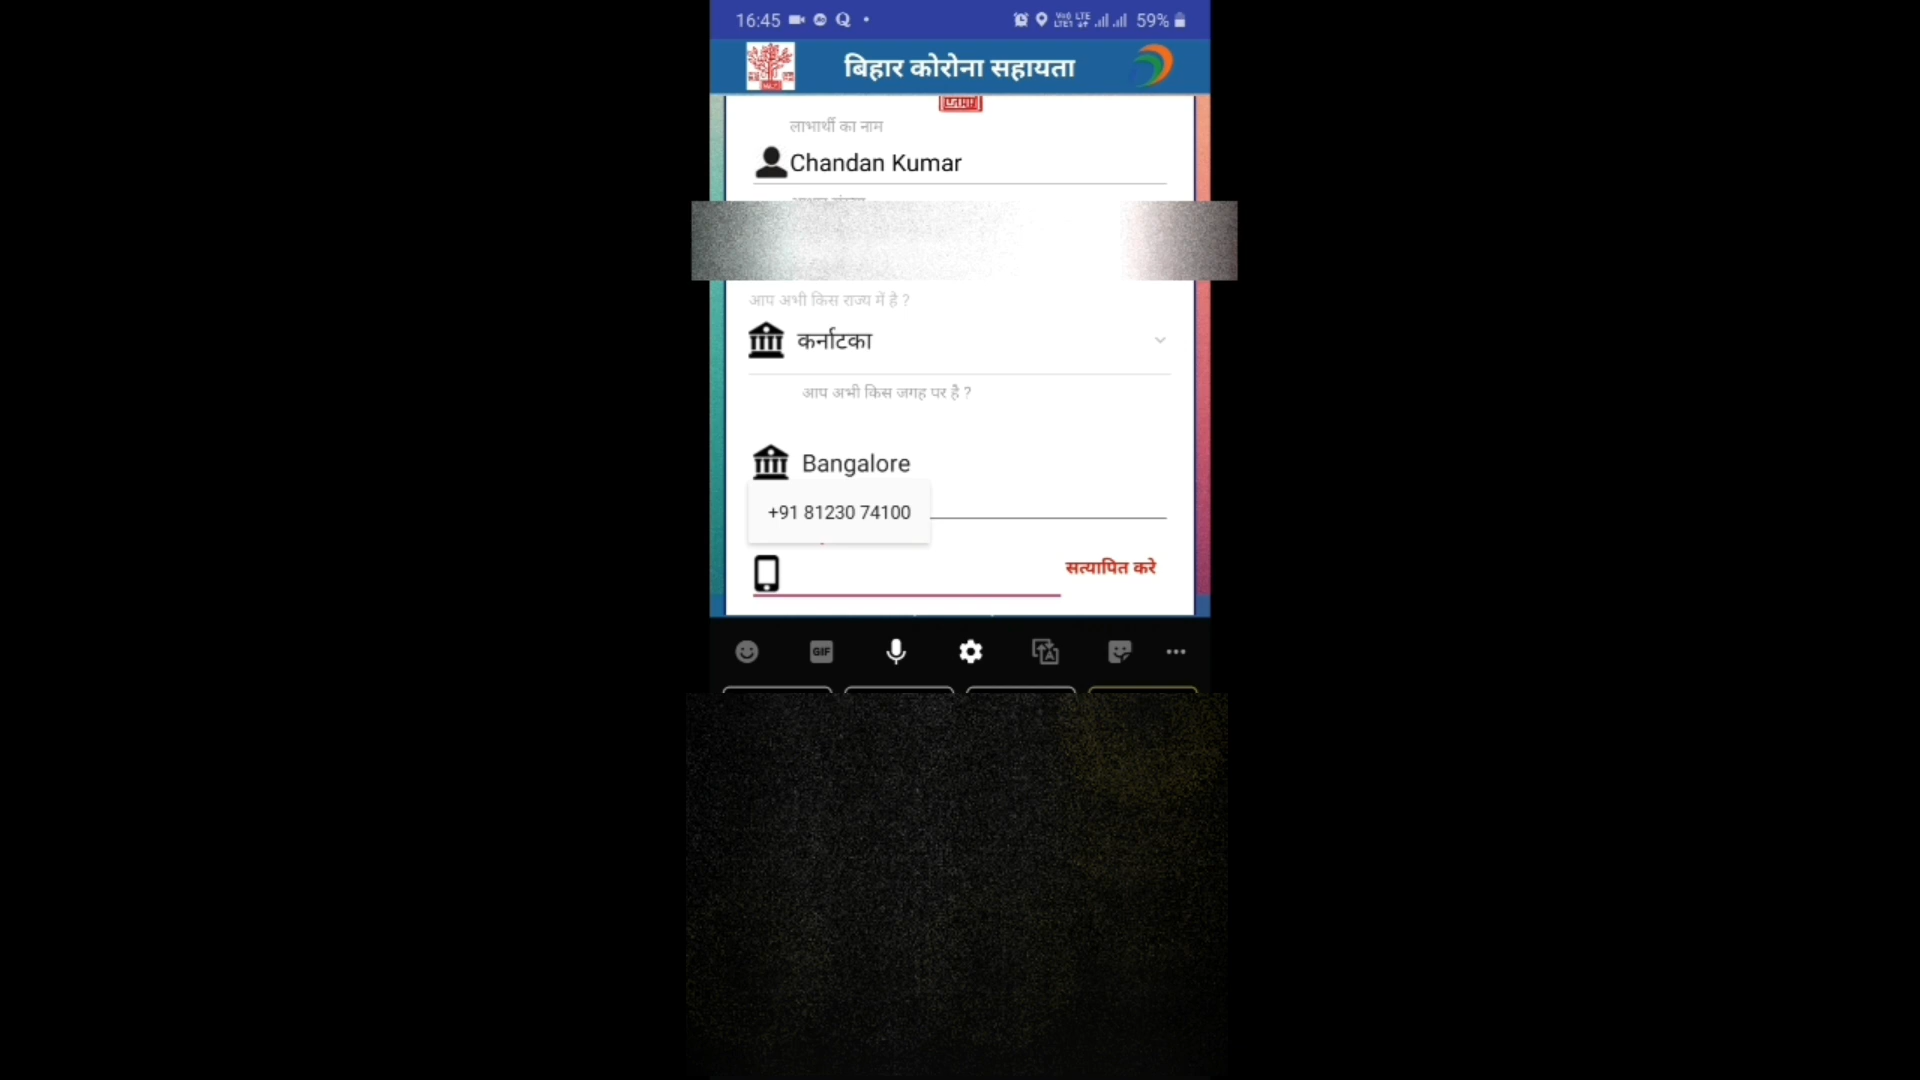 16:45
59%
बिहार कोरोना सहायता
लाभार्थी का नाम
Chandan Kumar
आप अभी किस राज्य में है ?
कर्नाटका
आप अभी किस जगह पर है ?
Bangalore
+91 81230 74100
सत्यापित करे
GIF